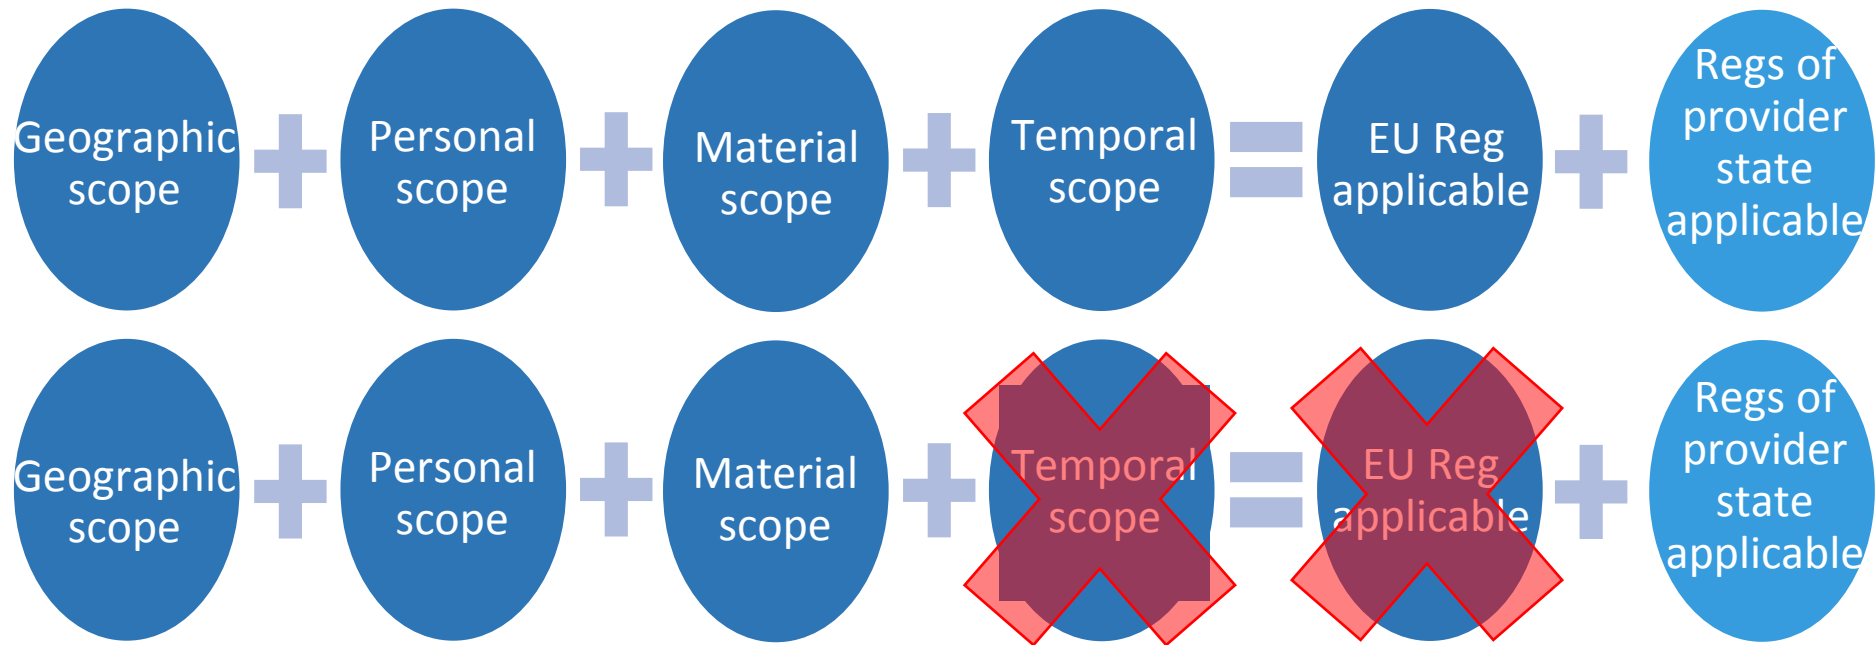 Geographic
scope
Personal
scope
Material
scope
Temporal
scope
EU Reg
applicable
Regs of
provider
state
applicable
Geographic
scope
Personal
scope
Material
scope
Temporal
scope
EU Reg
applicable
Regs of
provider
state
applicable